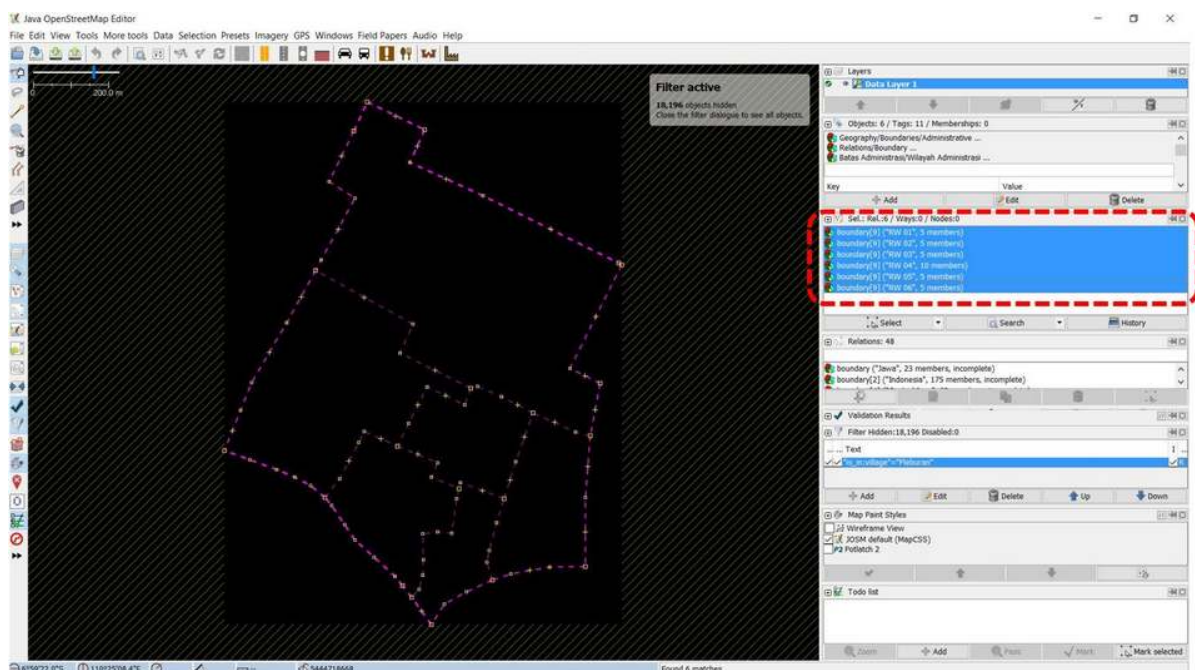 Java OpenStreetMap Editor
File Edit View Tools More tools Data Selection Presets Imagery GPS Windows Field Papers Audio Help
0 200.0 m
Filter active
18,196 objects hidden
Close the filter dialogue to see all objects.
Layers
Data Layer 1
Objects: 6 / Tags: 11 / Memberships: 0
Geography/Boundaries/Administrative ...
Relations/Boundary ...
Batas Administrasi/Wilayah Administrasi ...
Key Value
Add Edit Delete
Sel.: Rel.:6 / Ways:0 / Nodes:0
boundary[9] ("RW 01", 5 members)
boundary[9] ("RW 02", 5 members)
boundary[9] ("RW 03", 5 members)
boundary[9] ("RW 04", 10 members)
boundary[9] ("RW 05", 5 members)
boundary[9] ("RW 06", 5 members)
Select Search History
Relations: 48
boundary ("Jawa", 23 members, incomplete)
boundary[2] ("Indonesia", 175 members, incomplete)
Validation Results
Filter Hidden:18,196 Disabled:0
... ... Text I ...
"is_in:village"="Pleburan"
Add Edit Delete Up Down
Map Paint Styles
Wireframe View
JOSM default (MapCSS)
Potlatch 2
Todo list
Zoom Add Pass Mark Mark selected
5444718668 Found 6 matches